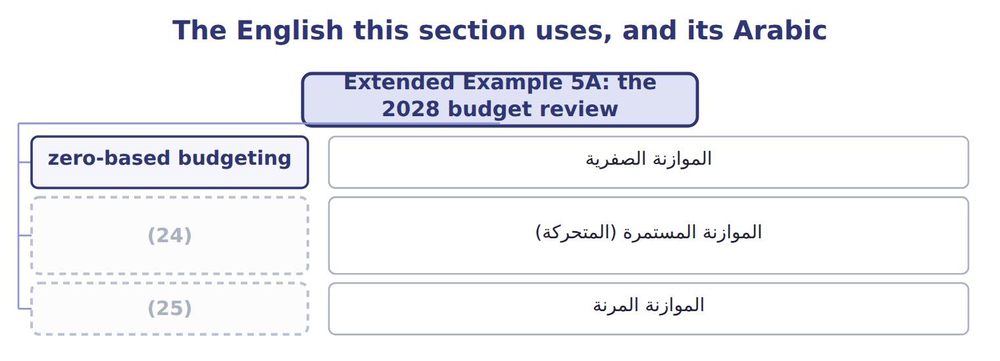 The English this section uses, and its Arabic
Extended Example 5A: the
2028 budget review
zero-based budgeting
الموازنة الصفرية
(24)
الموازنة المستمرة (المتحركة)
(25)
الموازنة المرنة